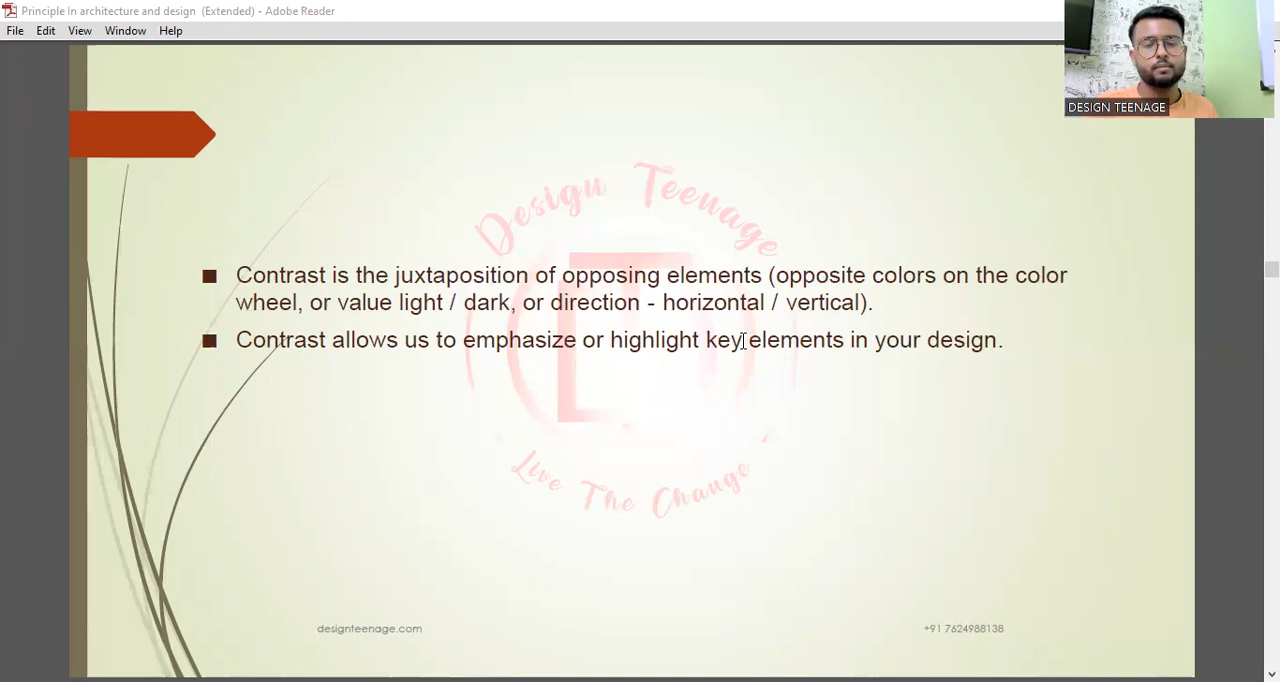 Principle In architecture and design (Extended) - Adobe Reader
File Edit View Window Help
DESIGN TEENAGE
Design Teenage
Contrast is the juxtaposition of opposing elements (opposite colors on the color
wheel, or value light / dark, or direction - horizontal / vertical).
Contrast allows us to emphasize or highlight key elements in your design.
Live The Change
designteenage.com
+91 7624988138